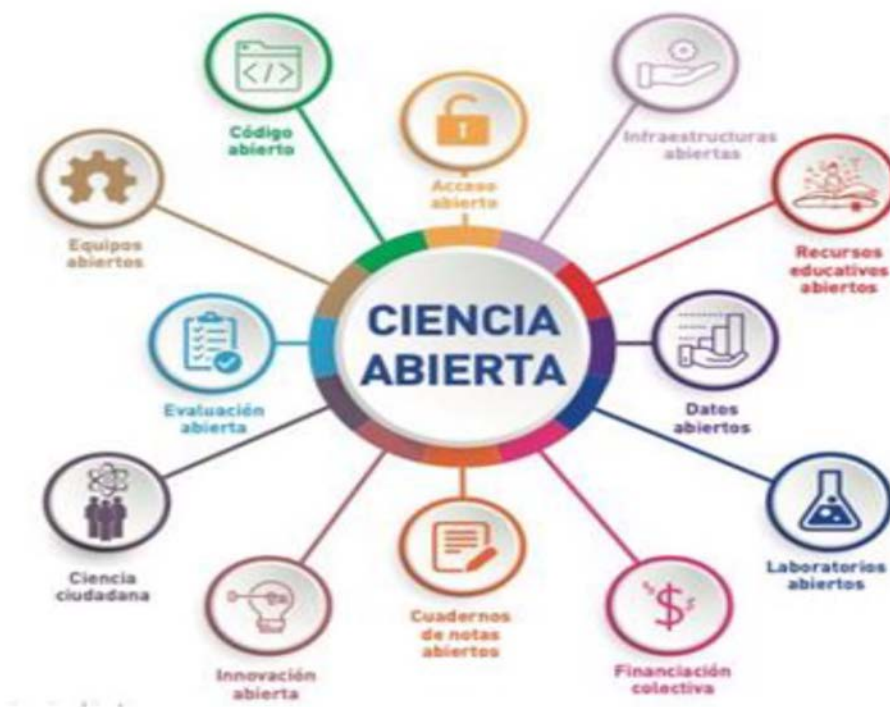 Código
abierto
Acceso
abierto
Infraestructuras
abiertas
Equipos
abiertos
Recursos
educativos
abiertos
CIENCIA
ABIERTA
Evaluación
abierta
Datos
abiertos
Ciencia
ciudadana
Laboratorios
abiertos
Innovación
abierta
Cuadernos
de notas
abiertos
Financiación
colectiva